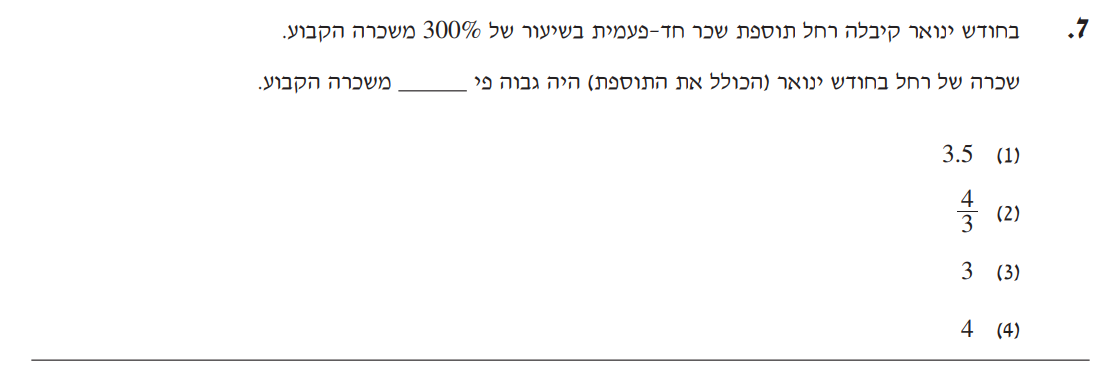 7. בחודש ינואר קיבלה רחל תוספת שכר חד-פעמית בשיעור של 300% משכרה הקבוע.
שכרה של רחל בחודש ינואר (הכולל את התוספת) היה גבוה פי ______ משכרה הקבוע.
(1) 3.5
(2) 4/3
(3) 3
(4) 4